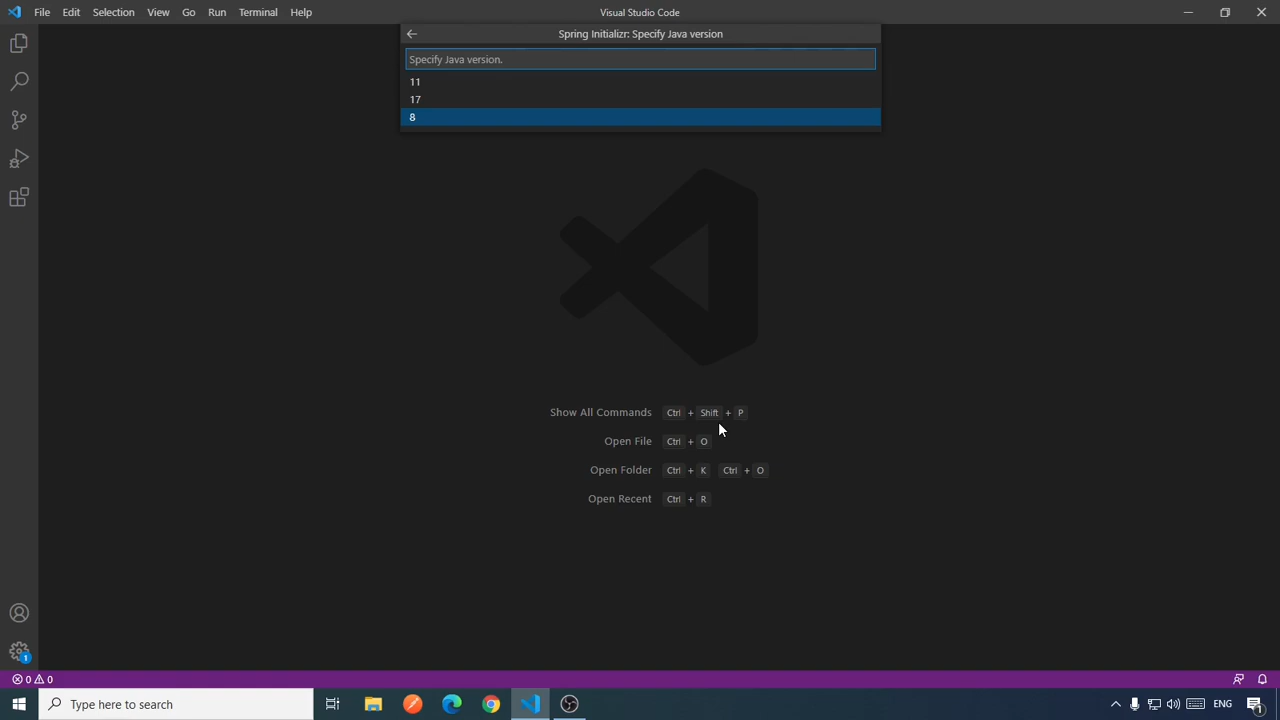 File Edit Selection View Go Run Terminal Help
Visual Studio Code
Spring Initializr: Specify Java version
Specify Java version.
11
17
8
Show All Commands Ctrl + Shift + P
Open File Ctrl + O
Open Folder Ctrl + K Ctrl + O
Open Recent Ctrl + R
1
0 0
Type here to search
ENG
1